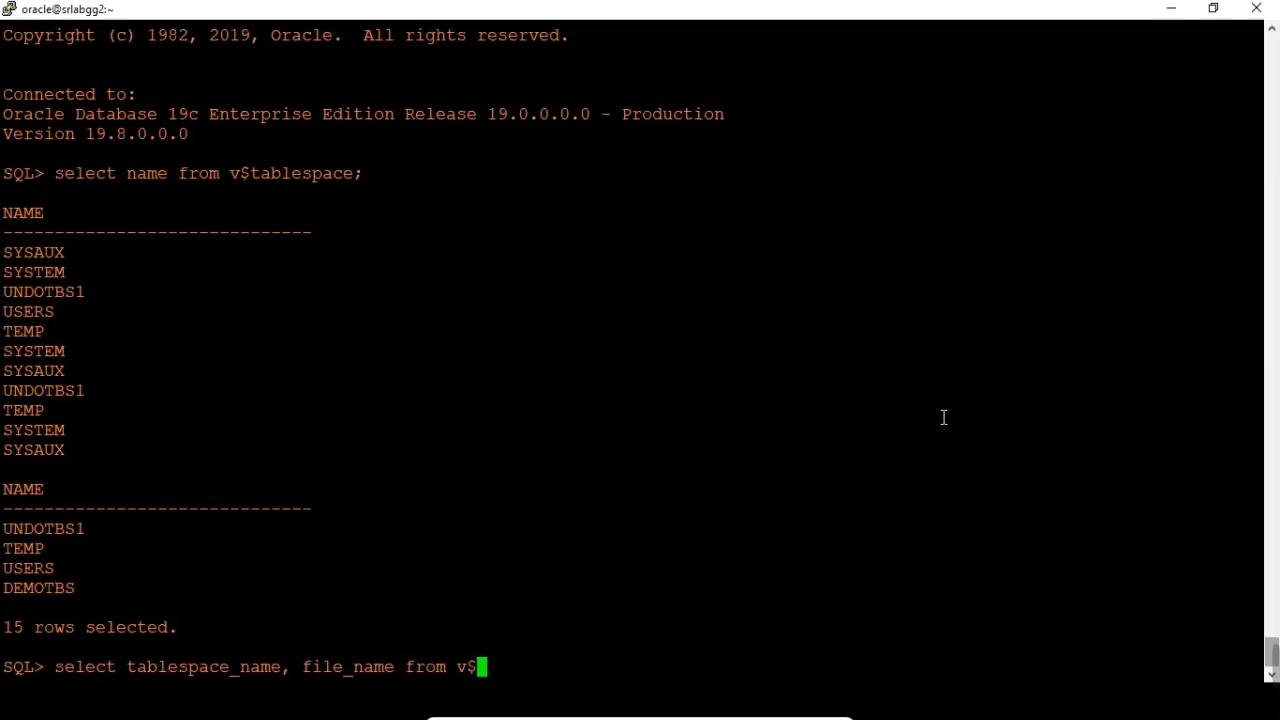 oracle@srlabgg2:~
Copyright (c) 1982, 2019, Oracle.  All rights reserved.
Connected to:
Oracle Database 19c Enterprise Edition Release 19.0.0.0.0 - Production
Version 19.8.0.0.0
SQL> select name from v$tablespace;
NAME
------------------------------
SYSAUX
SYSTEM
UNDOTBS1
USERS
TEMP
SYSTEM
SYSAUX
UNDOTBS1
TEMP
SYSTEM
SYSAUX
NAME
------------------------------
UNDOTBS1
TEMP
USERS
DEMOTBS
15 rows selected.
SQL> select tablespace_name, file_name from v$